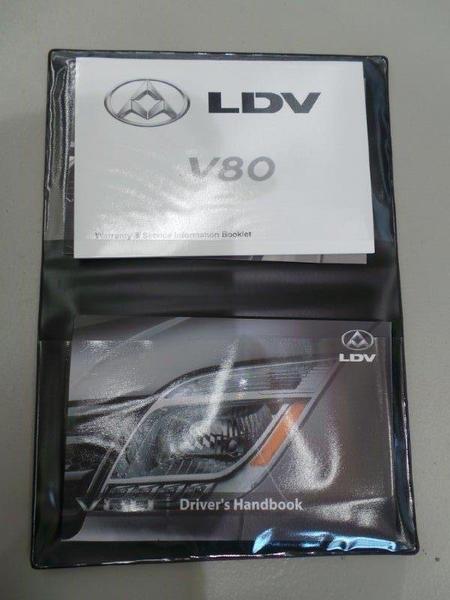 LDV
V80
Warranty & Service Information Booklet
LDV
Driver's Handbook